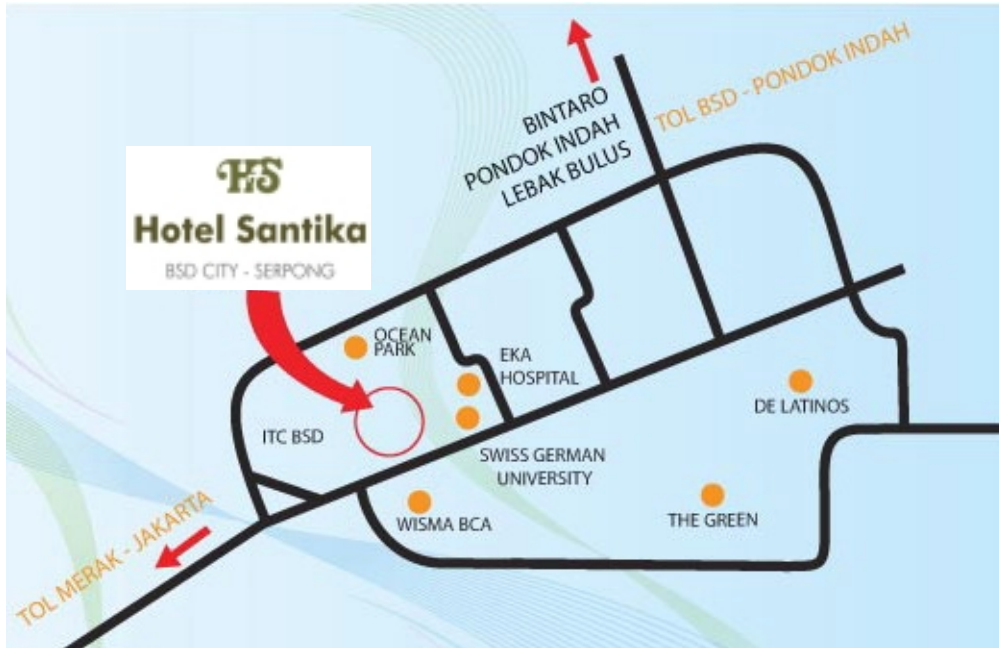 BINTARO
PONDOK INDAH
LEBAK BULUS
TOL BSD - PONDOK INDAH
HS
Hotel Santika
BSD CITY - SERPONG
OCEAN
PARK
EKA
HOSPITAL
ITC BSD
DE LATINOS
SWISS GERMAN
UNIVERSITY
WISMA BCA
THE GREEN
TOL MERAK - JAKARTA